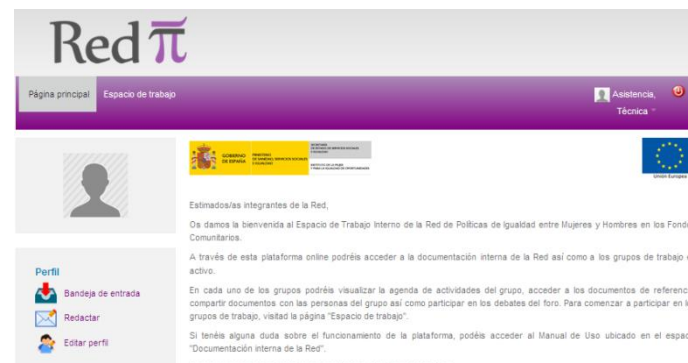 Red π
Página principal Espacio de trabajo
Asistencia,
Técnica
GOBIERNO DE ESPAÑA MINISTERIO DE SANIDAD, SERVICIOS SOCIALES E IGUALDAD
Unión Europea
Estimados/as integrantes de la Red,
Os damos la bienvenida al Espacio de Trabajo Interno de la Red de Políticas de Igualdad entre Mujeres y Hombres en los Fondo
Comunitarios.
A través de esta plataforma online podréis acceder a la documentación interna de la Red así como a los grupos de trabajo e
activo.
En cada uno de los grupos podréis visualizar la agenda de actividades del grupo, acceder a los documentos de referenc
compartir documentos con las personas del grupo así como participar en los debates del foro. Para comenzar a participar en l
grupos de trabajo, visitad la página "Espacio de trabajo".
Si tenéis alguna duda sobre el funcionamiento de la plataforma, podéis acceder al Manual de Uso ubicado en el espac
"Documentación interna de la Red".
Perfil
Bandeja de entrada
Redactar
Editar perfil